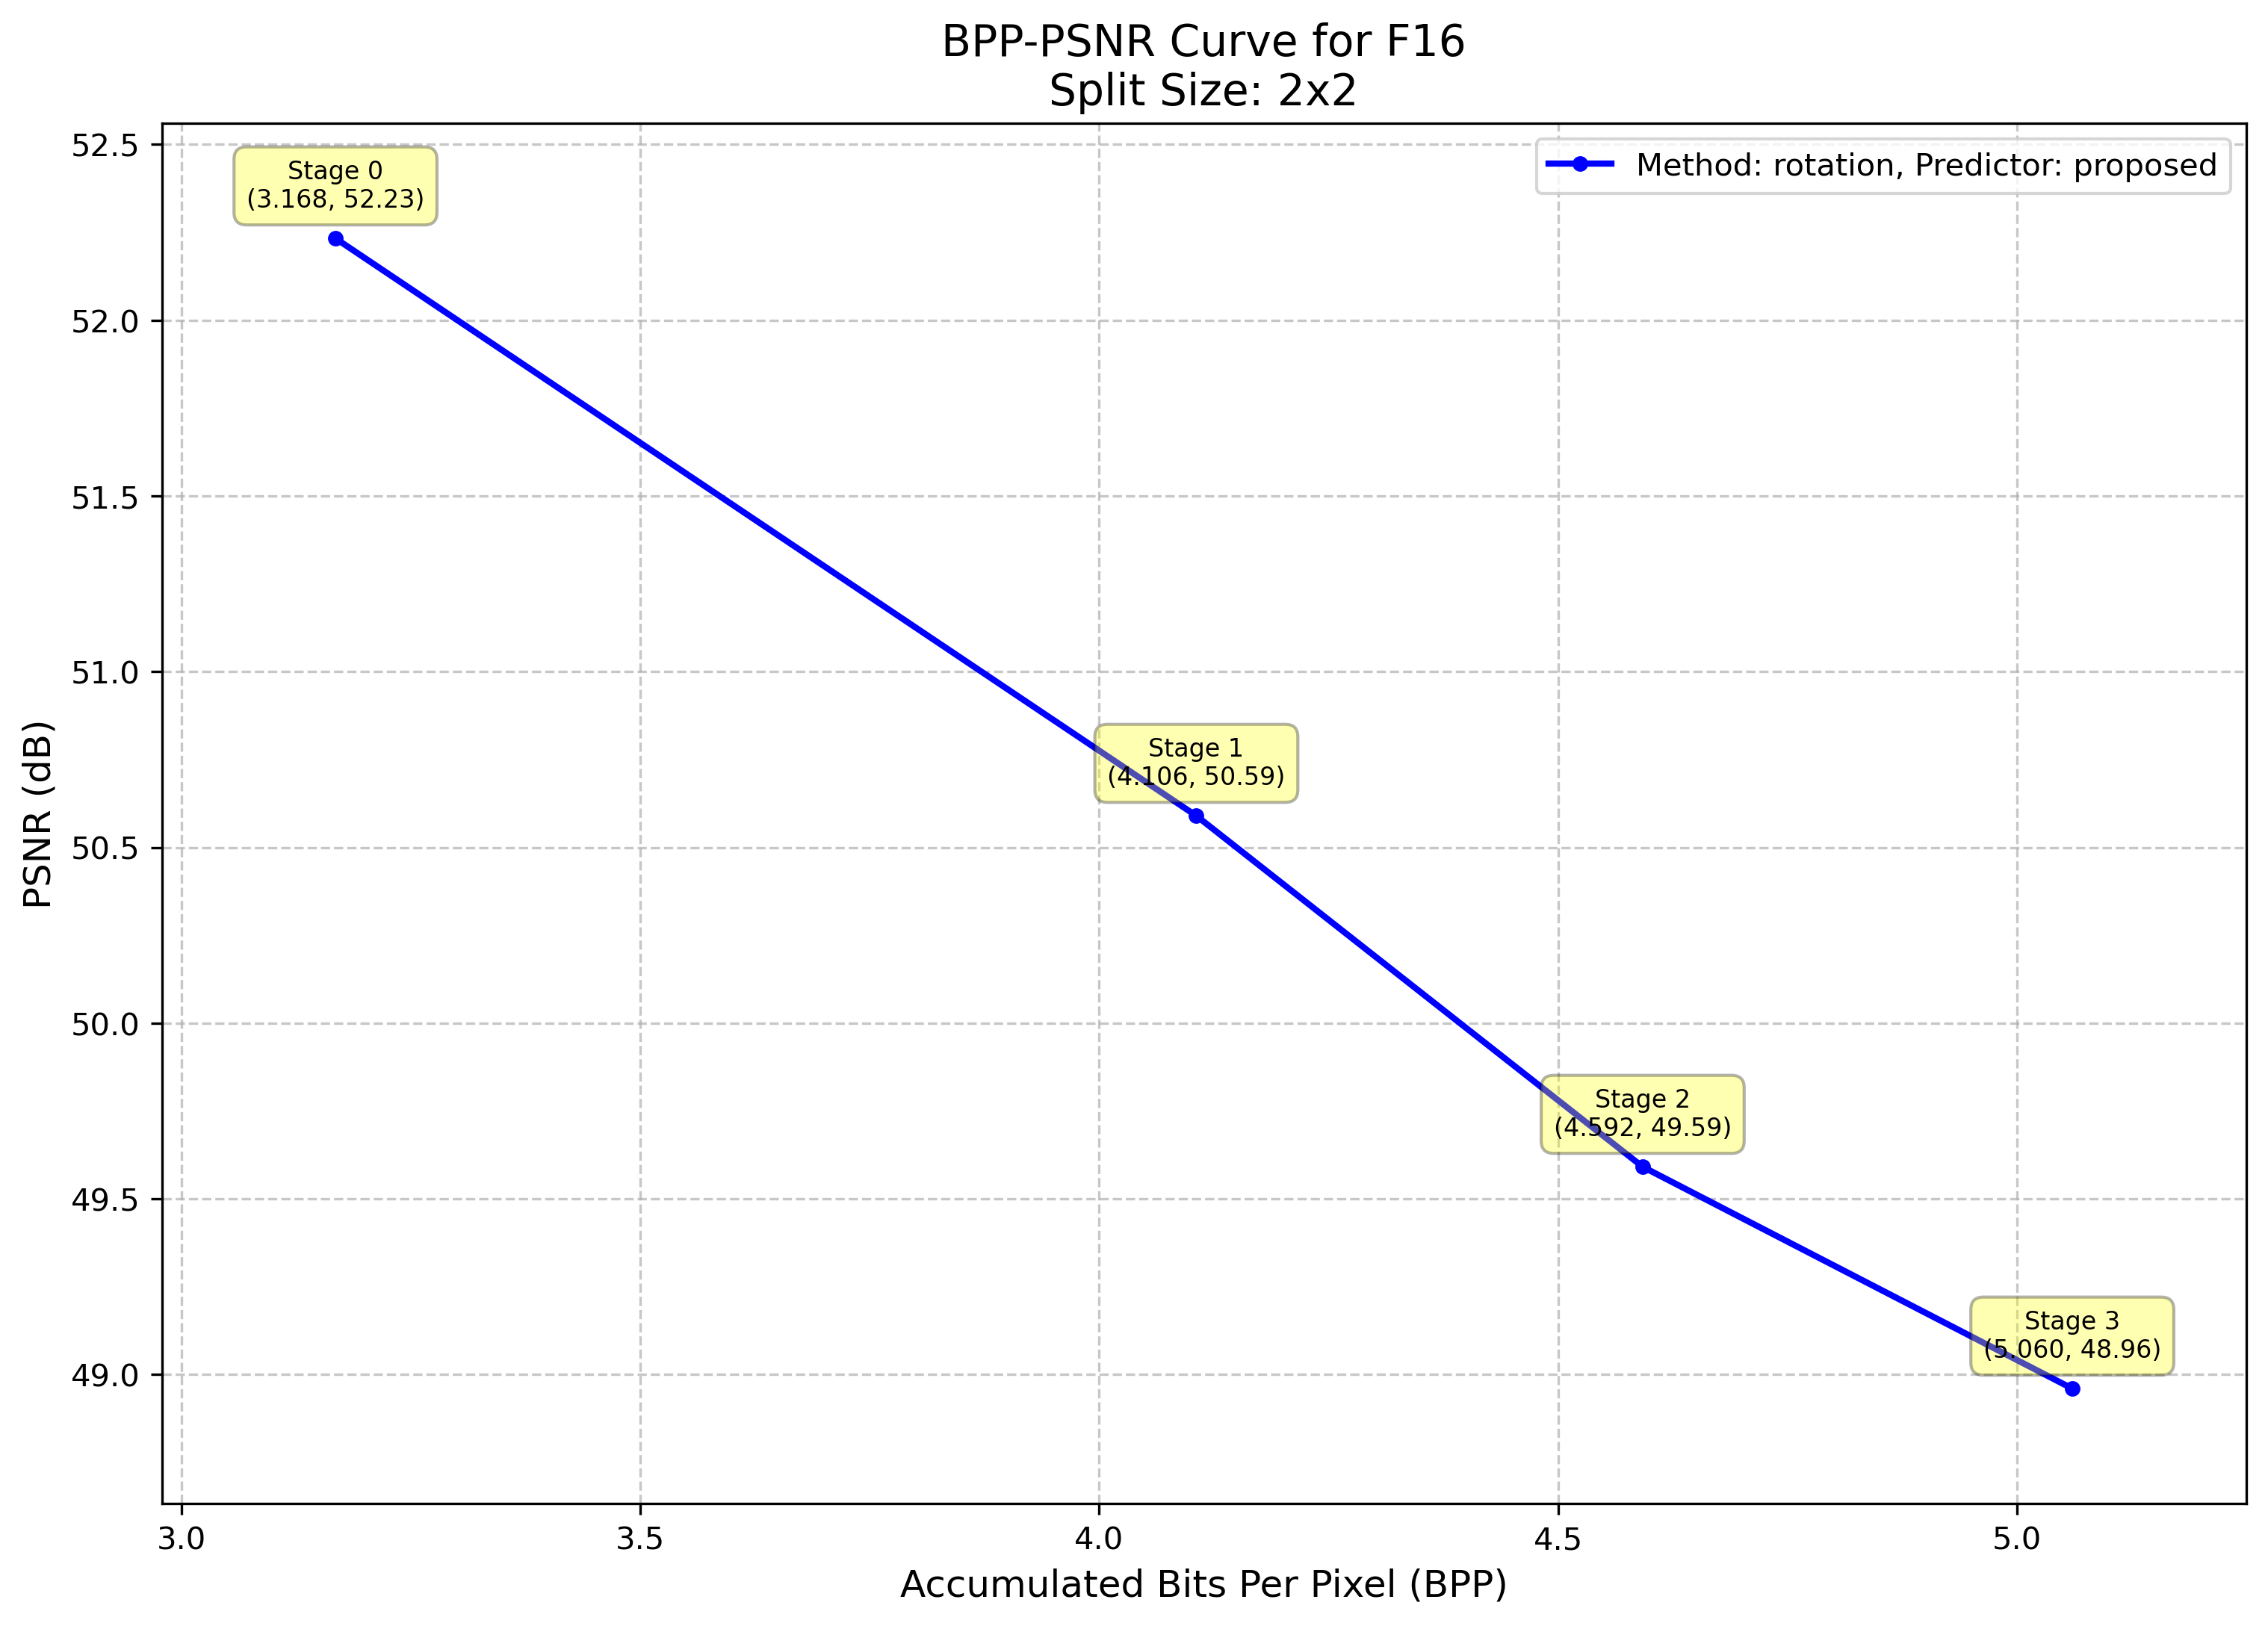 BPP-PSNR Curve for F16
Split Size: 2x2
Method: rotation, Predictor: proposed
PSNR (dB)
52.5
52.0
51.5
51.0
50.5
50.0
49.5
49.0
Stage 0
(3.168, 52.23)
Stage 1
(4.106, 50.59)
Stage 2
(4.592, 49.59)
Stage 3
(5.060, 48.96)
3.0 3.5 4.0 4.5 5.0
Accumulated Bits Per Pixel (BPP)